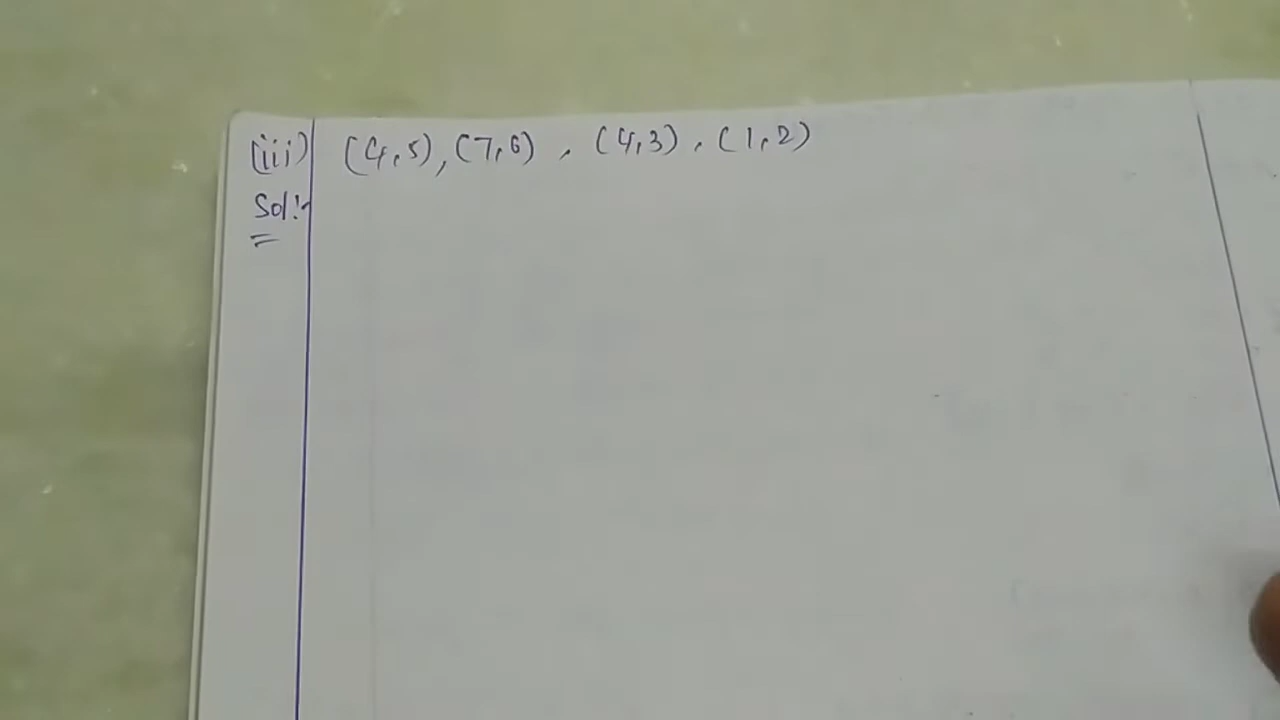 (iii) (4,5), (7,6) , (4,3) , (1,2)
Sol:-